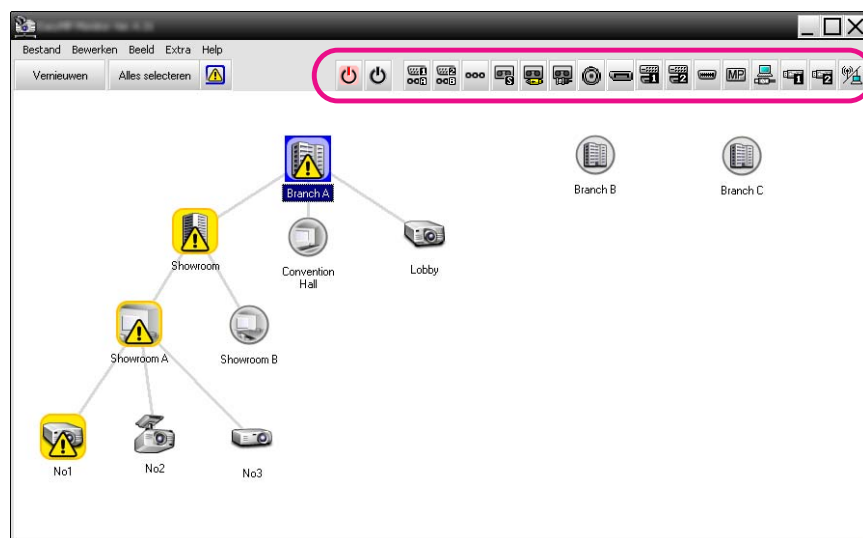 Bestand Bewerken Beeld Extra Help
Vernieuwen Alles selecteren
MP
Branch A
Branch B
Branch C
Showroom
Convention
Hall
Lobby
Showroom A
Showroom B
No1
No2
No3